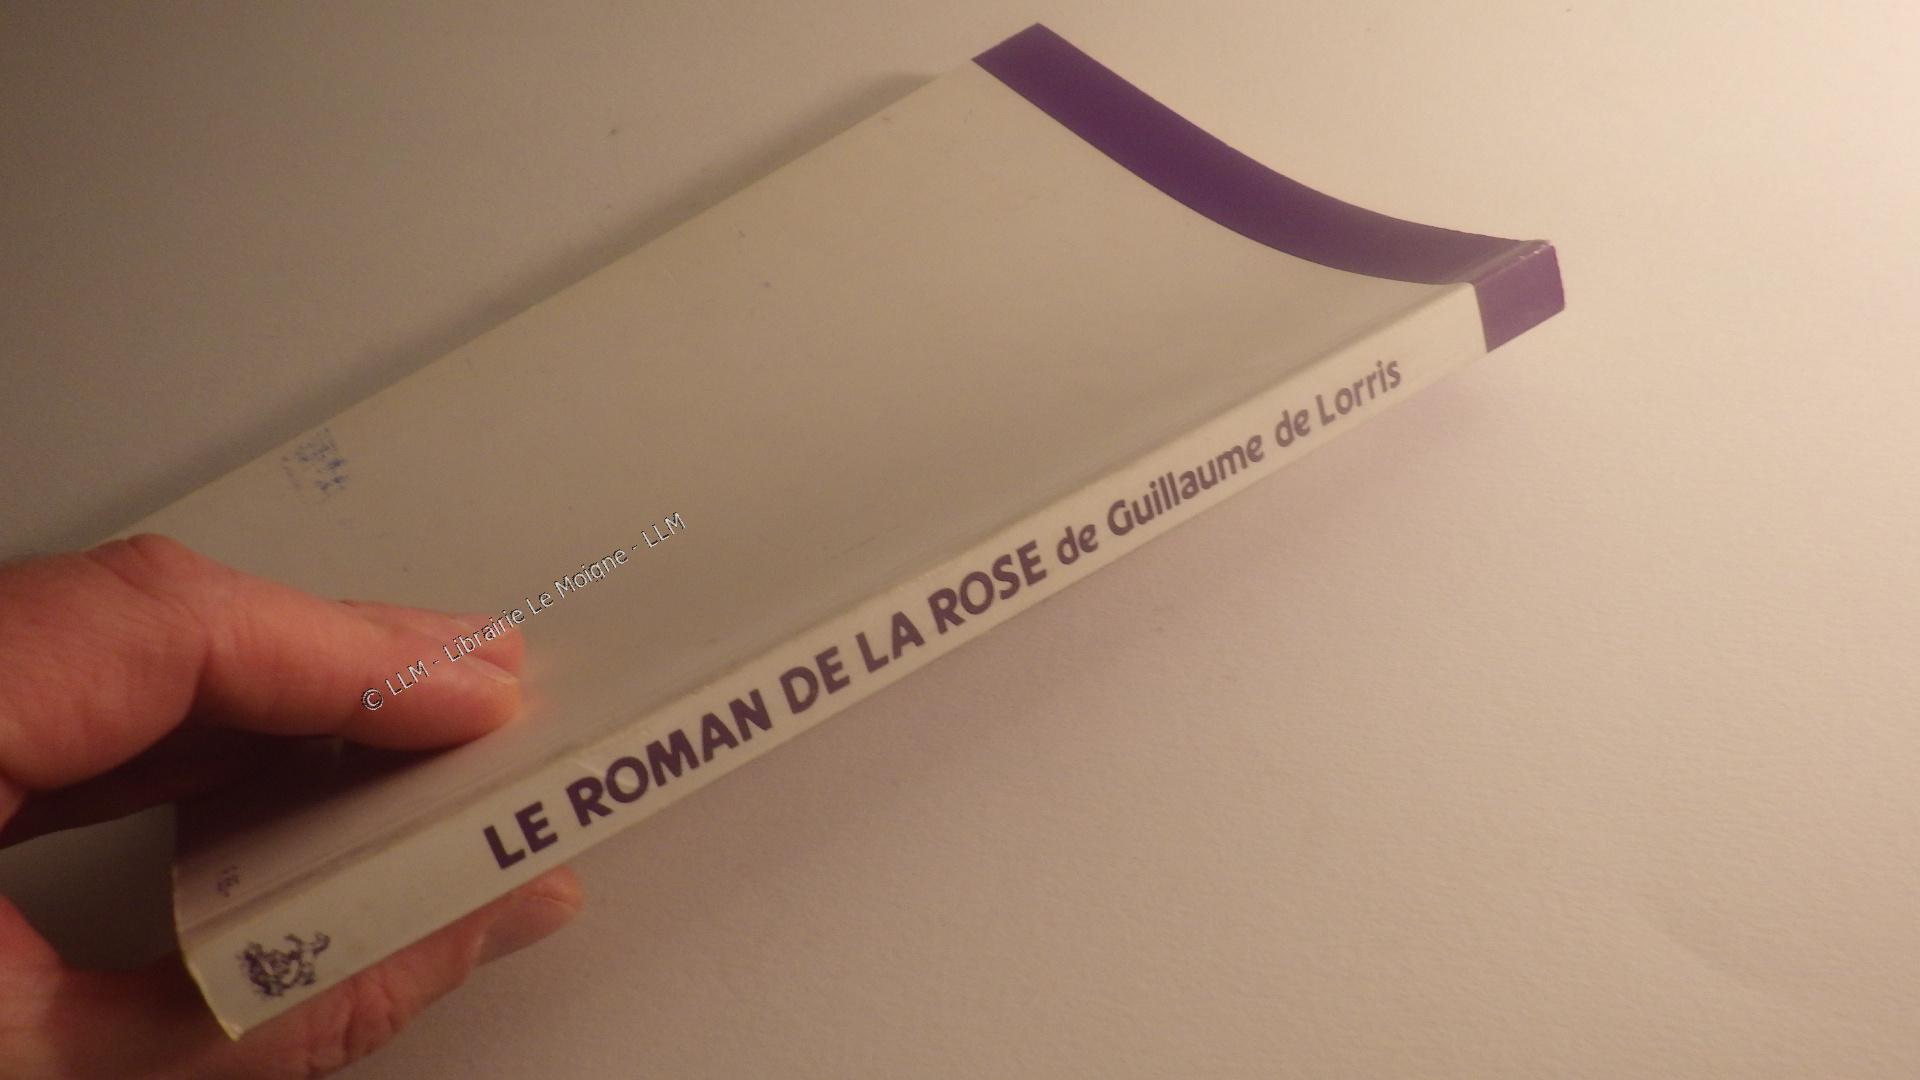 LE ROMAN DE LA ROSE de Guillaume de Lorris
© LLM - Librairie Le Moigne - LLM